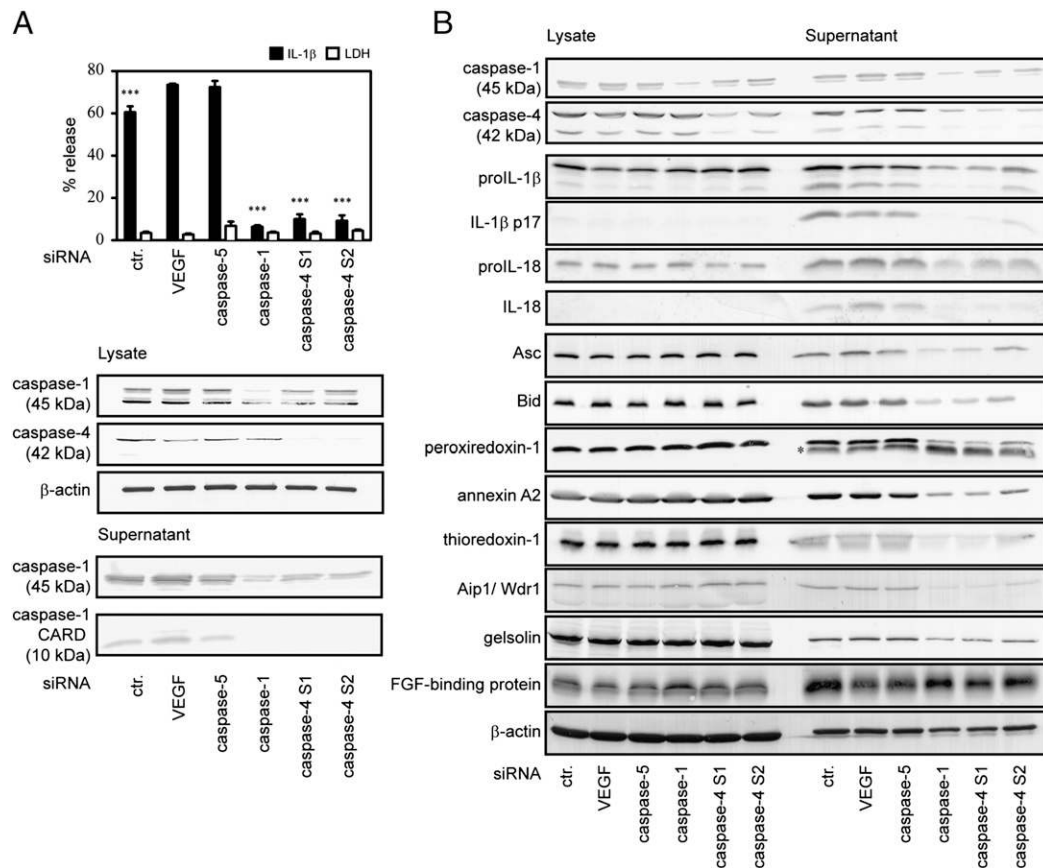 A
IL-1β LDH
80
60
40
20
0
% release
***
***
***
***
siRNA
ctr.
VEGF
caspase-5
caspase-1
caspase-4 S1
caspase-4 S2
Lysate
caspase-1
(45 kDa)
caspase-4
(42 kDa)
β-actin
Supernatant
caspase-1
(45 kDa)
caspase-1
CARD
(10 kDa)
siRNA
ctr.
VEGF
caspase-5
caspase-1
caspase-4 S1
caspase-4 S2
B
Lysate Supernatant
caspase-1
(45 kDa)
caspase-4
(42 kDa)
proIL-1β
IL-1β p17
proIL-18
IL-18
Asc
Bid
peroxiredoxin-1
*
annexin A2
thioredoxin-1
Aip1/ Wdr1
gelsolin
FGF-binding protein
β-actin
siRNA
ctr.
VEGF
caspase-5
caspase-1
caspase-4 S1
caspase-4 S2
ctr.
VEGF
caspase-5
caspase-1
caspase-4 S1
caspase-4 S2